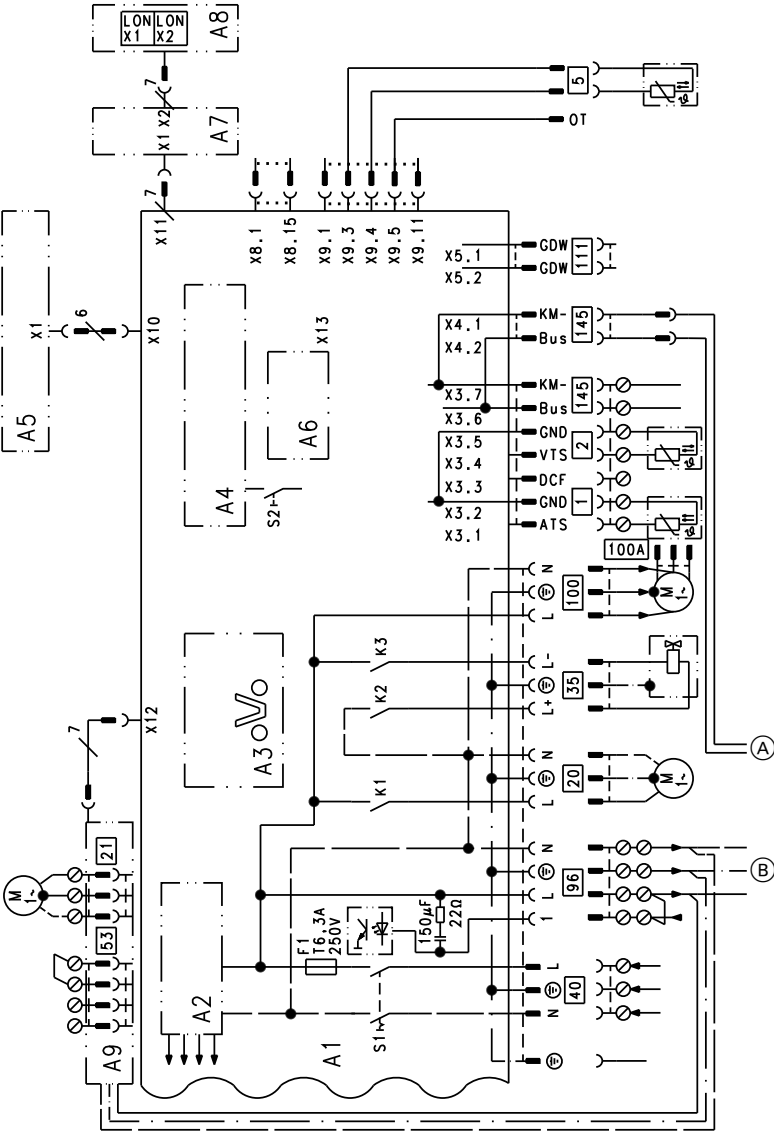 LON LON
X1 X2
A8
7
X1 X2
A7
7
X11
5
OT
X8.1
X8.15
X9.1
X9.3
X9.4
X9.5
X9.11
X1
6
X10
A5
X5.1
X5.2
GDW
GDW
111
X4.1
X4.2
KM-
Bus
145
X13
A6
A4
S2
X3.7
X3.6
X3.5
X3.4
X3.3
X3.2
X3.1
KM-
Bus
145
GND
VTS
2
DCF
GND
ATS
1
100A
N
L
100
M
1~
K3
K2
K1
L-
L+
35
X12
7
A3
N
L
20
M
1~
A
21
53
M
1~
A9
N
L
1
96
B
150µF
22Ω
F1
T6.3A
250V
A2
A1
S1
L
N
40